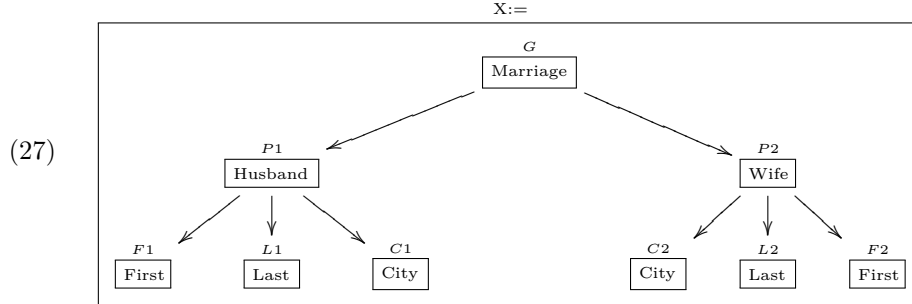 X:=
G
Marriage
(27)
P1 P2
Husband Wife
F1 L1 C1 C2 L2 F2
First Last City City Last First